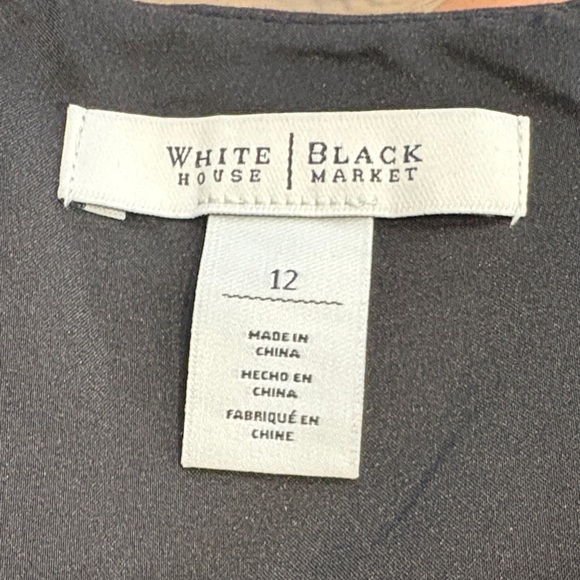 WHITE | BLACK
HOUSE | MARKET
12
MADE IN
CHINA
HECHO EN
CHINA
FABRIQUÉ EN
CHINE